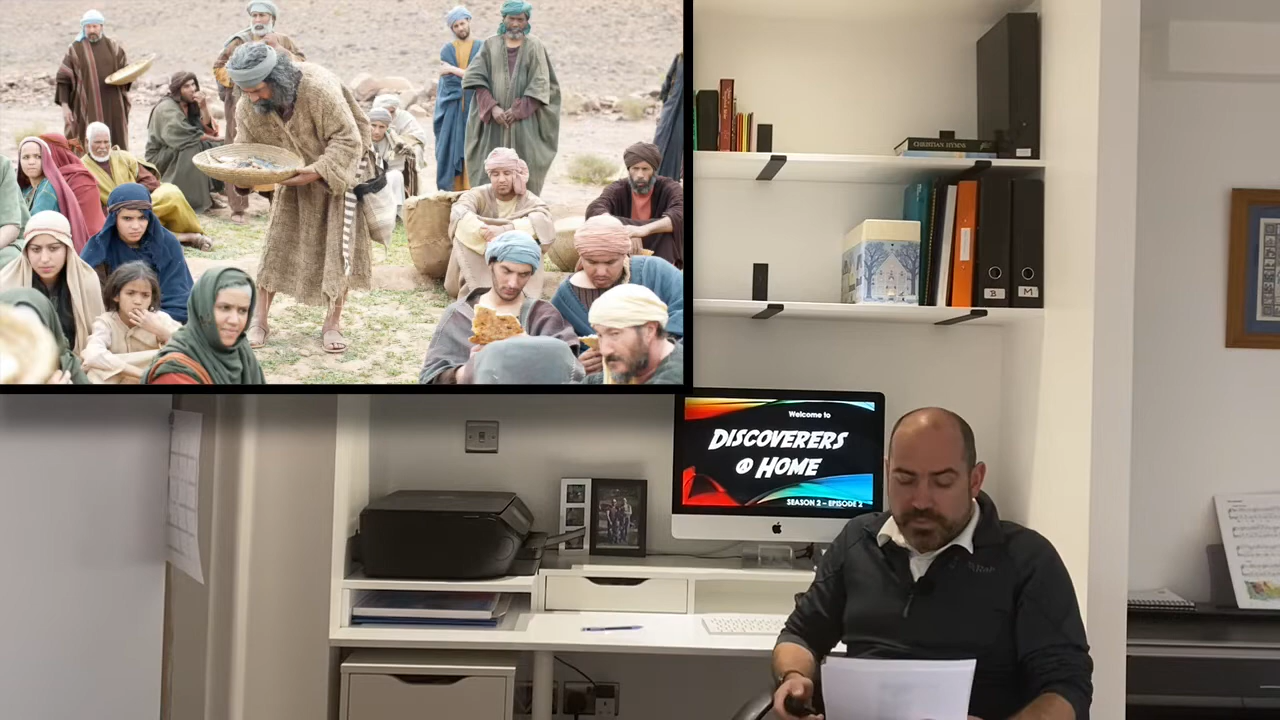 CHRISTIAN HYMNS
B
M
Welcome to
DISCOVERERS
@ HOME
SEASON 2 – EPISODE 2